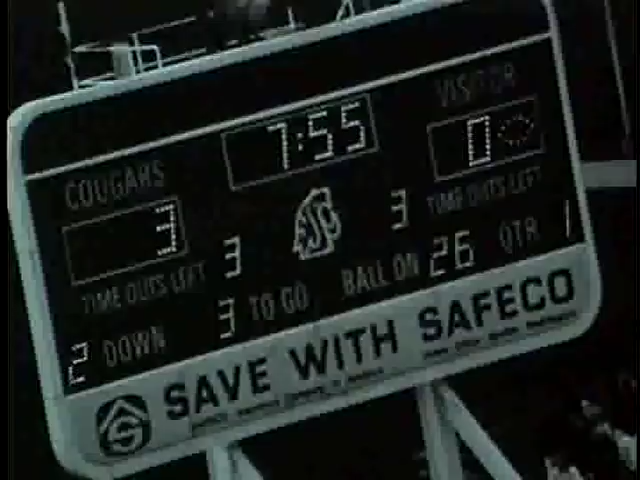 VISITOR
7:55
0
COUGARS
3
TIME OUTS LEFT
3
WSC
3
TIME OUTS LEFT
2 DOWN
3 TO GO
BALL ON 26
QTR 1
SAVE WITH SAFECO